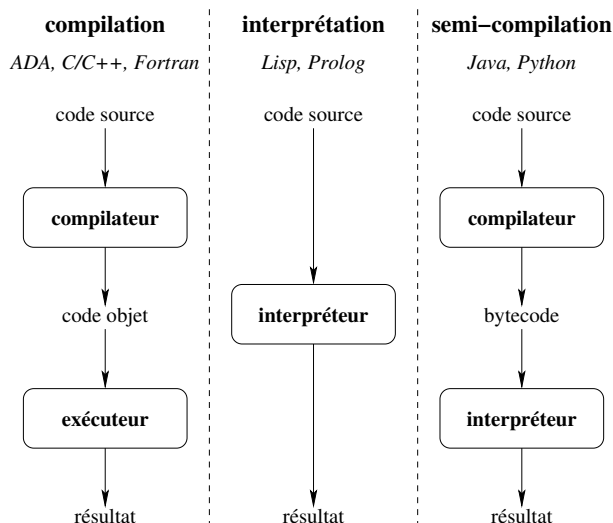 compilation
ADA, C/C++, Fortran
code source
compilateur
code objet
exécuteur
résultat
interprétation
Lisp, Prolog
code source
interpréteur
résultat
semi-compilation
Java, Python
code source
compilateur
bytecode
interpréteur
résultat